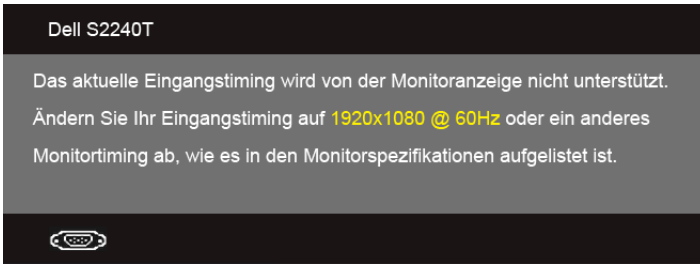 Dell S2240T
Das aktuelle Eingangstiming wird von der Monitoranzeige nicht unterstützt.
Ändern Sie Ihr Eingangstiming auf 1920x1080 @ 60Hz oder ein anderes
Monitortiming ab, wie es in den Monitorspezifikationen aufgelistet ist.